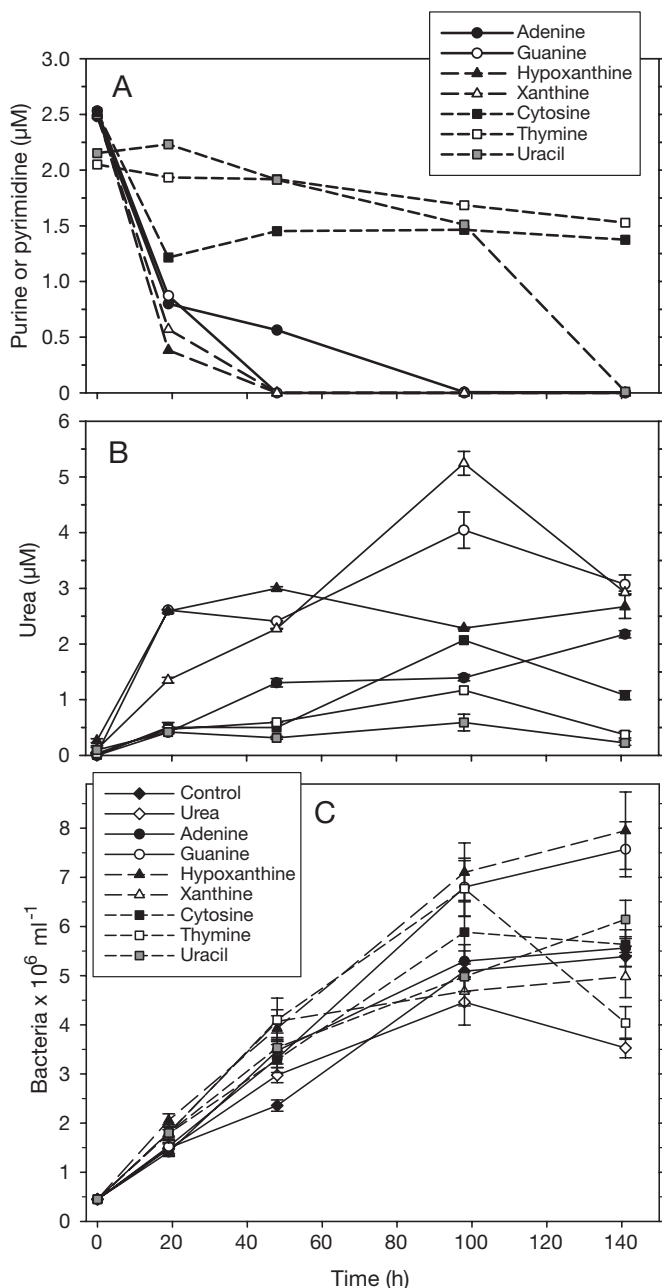 Adenine
Guanine
Hypoxanthine
Xanthine
Cytosine
Thymine
Uracil
A
3.0
2.5
2.0
1.5
1.0
0.5
0
Purine or pyrimidine (µM)
B
6
5
4
3
2
1
0
Urea (µM)
Control
Urea
Adenine
Guanine
Hypoxanthine
Xanthine
Cytosine
Thymine
Uracil
C
8
7
6
5
4
3
2
1
0
Bacteria x 10⁶ ml⁻¹
0 20 40 60 80 100 120 140
Time (h)